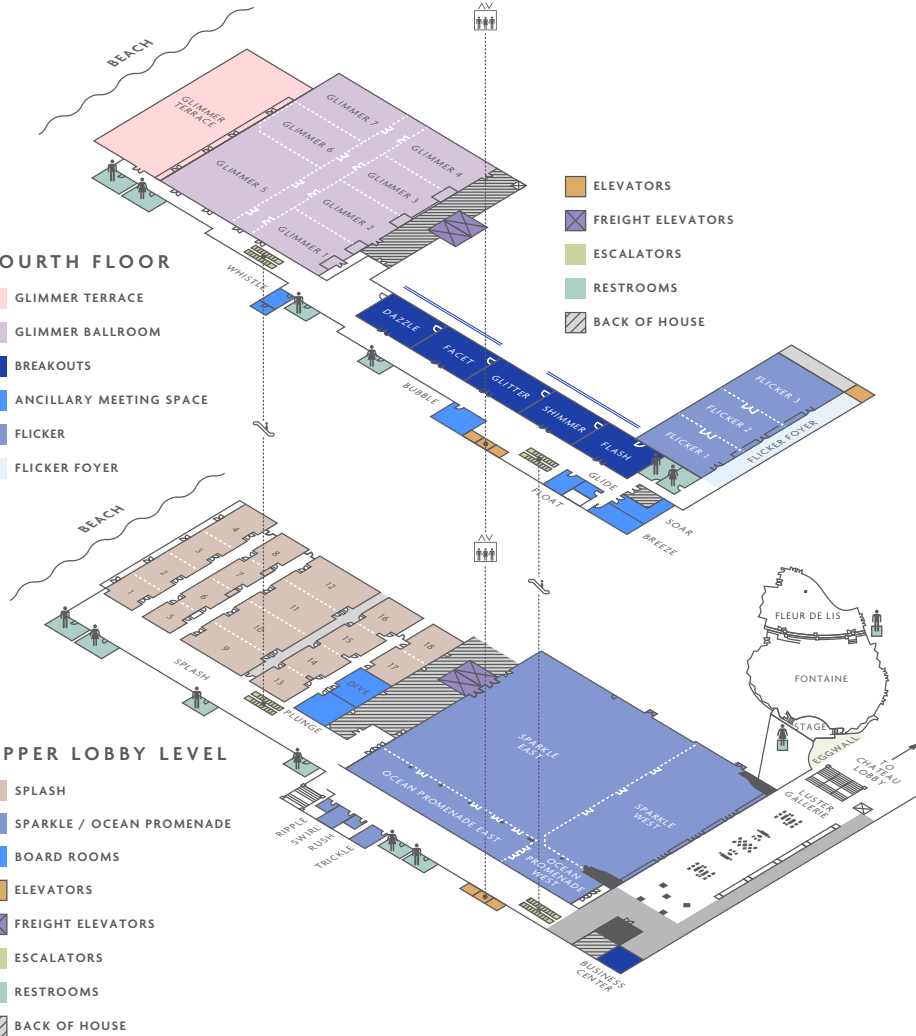 BEACH
GLIMMER
TERRACE
GLIMMER 7
GLIMMER 6
GLIMMER 5
GLIMMER 4
GLIMMER 3
GLIMMER 2
GLIMMER 1
ELEVATORS
FREIGHT ELEVATORS
ESCALATORS
RESTROOMS
BACK OF HOUSE
OURTH FLOOR
GLIMMER TERRACE
GLIMMER BALLROOM
BREAKOUTS
ANCILLARY MEETING SPACE
FLICKER
FLICKER FOYER
WHISTLE
DAZZLE
FACET
GLITTER
SHIMMER
FLASH
BUBBLE
FLOAT
GLIDE
SOAR
BREEZE
FLICKER 3
FLICKER 2
FLICKER 1
FLICKER FOYER
BEACH
4
3
2
1
8
7
6
5
12
11
10
9
16
15
14
13
18
17
SPLASH
PLUNGE
DIVE
SPARKLE
EAST
SPARKLE
WEST
OCEAN PROMENADE EAST
OCEAN
PROMENADE
WEST
RIPPLE
SWIRL
RUSH
TRICKLE
FLEUR DE LIS
FONTAINE
STAGE
EGGWALL
TO
CHATEAU
LOBBY
LUSTER
GALLERIE
BUSINESS
CENTER
PPER LOBBY LEVEL
SPLASH
SPARKLE / OCEAN PROMENADE
BOARD ROOMS
ELEVATORS
FREIGHT ELEVATORS
ESCALATORS
RESTROOMS
BACK OF HOUSE